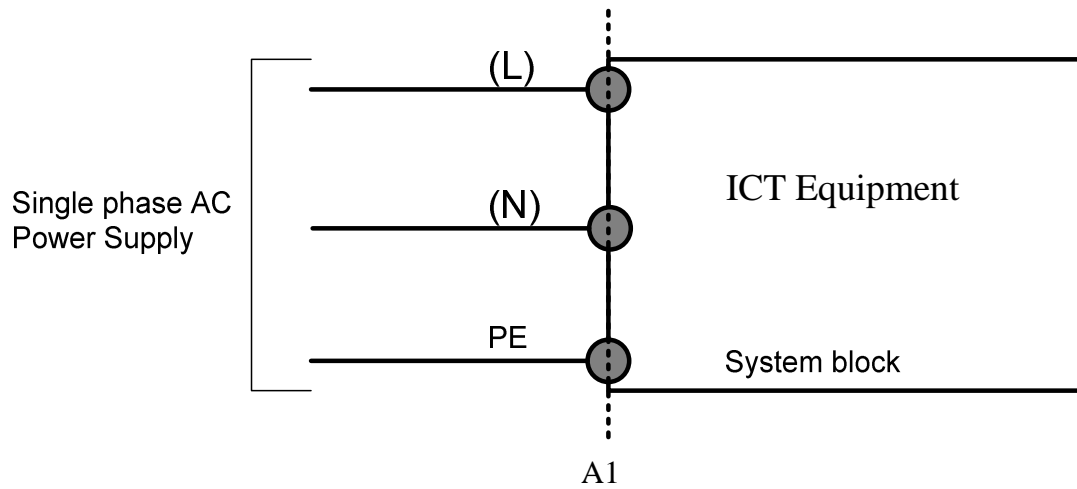 (L)
Single phase AC
Power Supply
(N)
ICT Equipment
PE
System block
A1